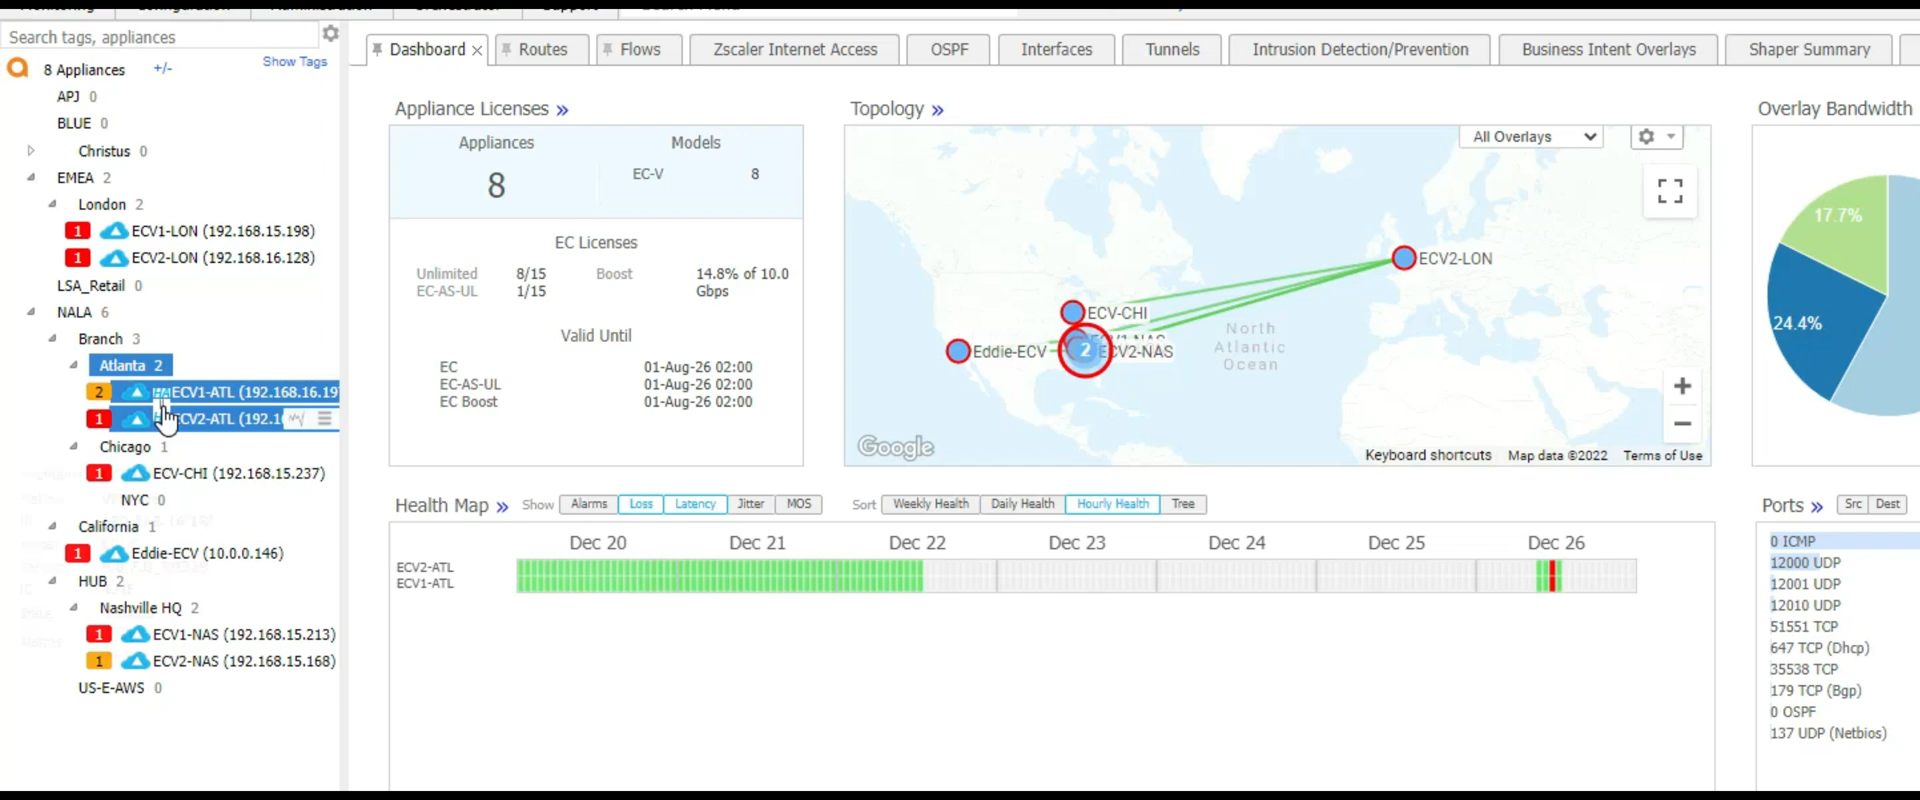 Search tags, appliances
8 Appliances +/- Show Tags
APJ 0
BLUE 0
Christus 0
EMEA 2
London 2
1 ECV1-LON (192.168.15.198)
1 ECV2-LON (192.168.16.128)
LSA_Retail 0
NALA 6
Branch 3
Atlanta 2
2 HA ECV1-ATL (192.168.16.19
1 ECV2-ATL (192.1
Chicago 1
1 ECV-CHI (192.168.15.237)
NYC 0
California 1
1 Eddie-ECV (10.0.0.146)
HUB 2
Nashville HQ 2
1 ECV1-NAS (192.168.15.213)
1 ECV2-NAS (192.168.15.168)
US-E-AWS 0
Dashboard × Routes Flows Zscaler Internet Access OSPF Interfaces Tunnels Intrusion Detection/Prevention Business Intent Overlays Shaper Summary
Appliance Licenses »
Appliances Models
8 EC-V 8
EC Licenses
Unlimited 8/15 Boost 14.8% of 10.0
EC-AS-UL 1/15 Gbps
Valid Until
EC 01-Aug-26 02:00
EC-AS-UL 01-Aug-26 02:00
EC Boost 01-Aug-26 02:00
Topology »
All Overlays
ECV2-LON
ECV-CHI
ECV1-NAS
Eddie-ECV 2 ECV2-NAS
North
Atlantic
Ocean
+
−
Google
Keyboard shortcuts Map data ©2022 Terms of Use
Overlay Bandwidth
17.7%
24.4%
Health Map » Show Alarms Loss Latency Jitter MOS Sort Weekly Health Daily Health Hourly Health Tree
Dec 20 Dec 21 Dec 22 Dec 23 Dec 24 Dec 25 Dec 26
ECV2-ATL
ECV1-ATL
Ports » Src Dest
0 ICMP
12000 UDP
12001 UDP
12010 UDP
51551 TCP
647 TCP (Dhcp)
35538 TCP
179 TCP (Bgp)
0 OSPF
137 UDP (Netbios)